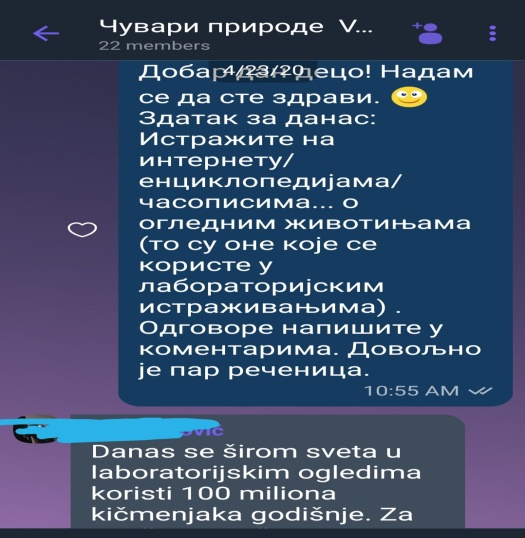 Чувари природе V...
22 members
4/23/20
Добар дан децо! Надам
се да сте здрави.
Здатак за данас:
Истражите на
интернету/
енциклопедијама/
часописима... о
огледним животињама
(то су оне које се
користе у
лабораторијским
истраживањима) .
Одговоре напишите у
коментарима. Довољно
је пар реченица.
10:55 AM
Danas se širom sveta u
laboratorijskim ogledima
koristi 100 miliona
kičmenjaka godišnje. Za